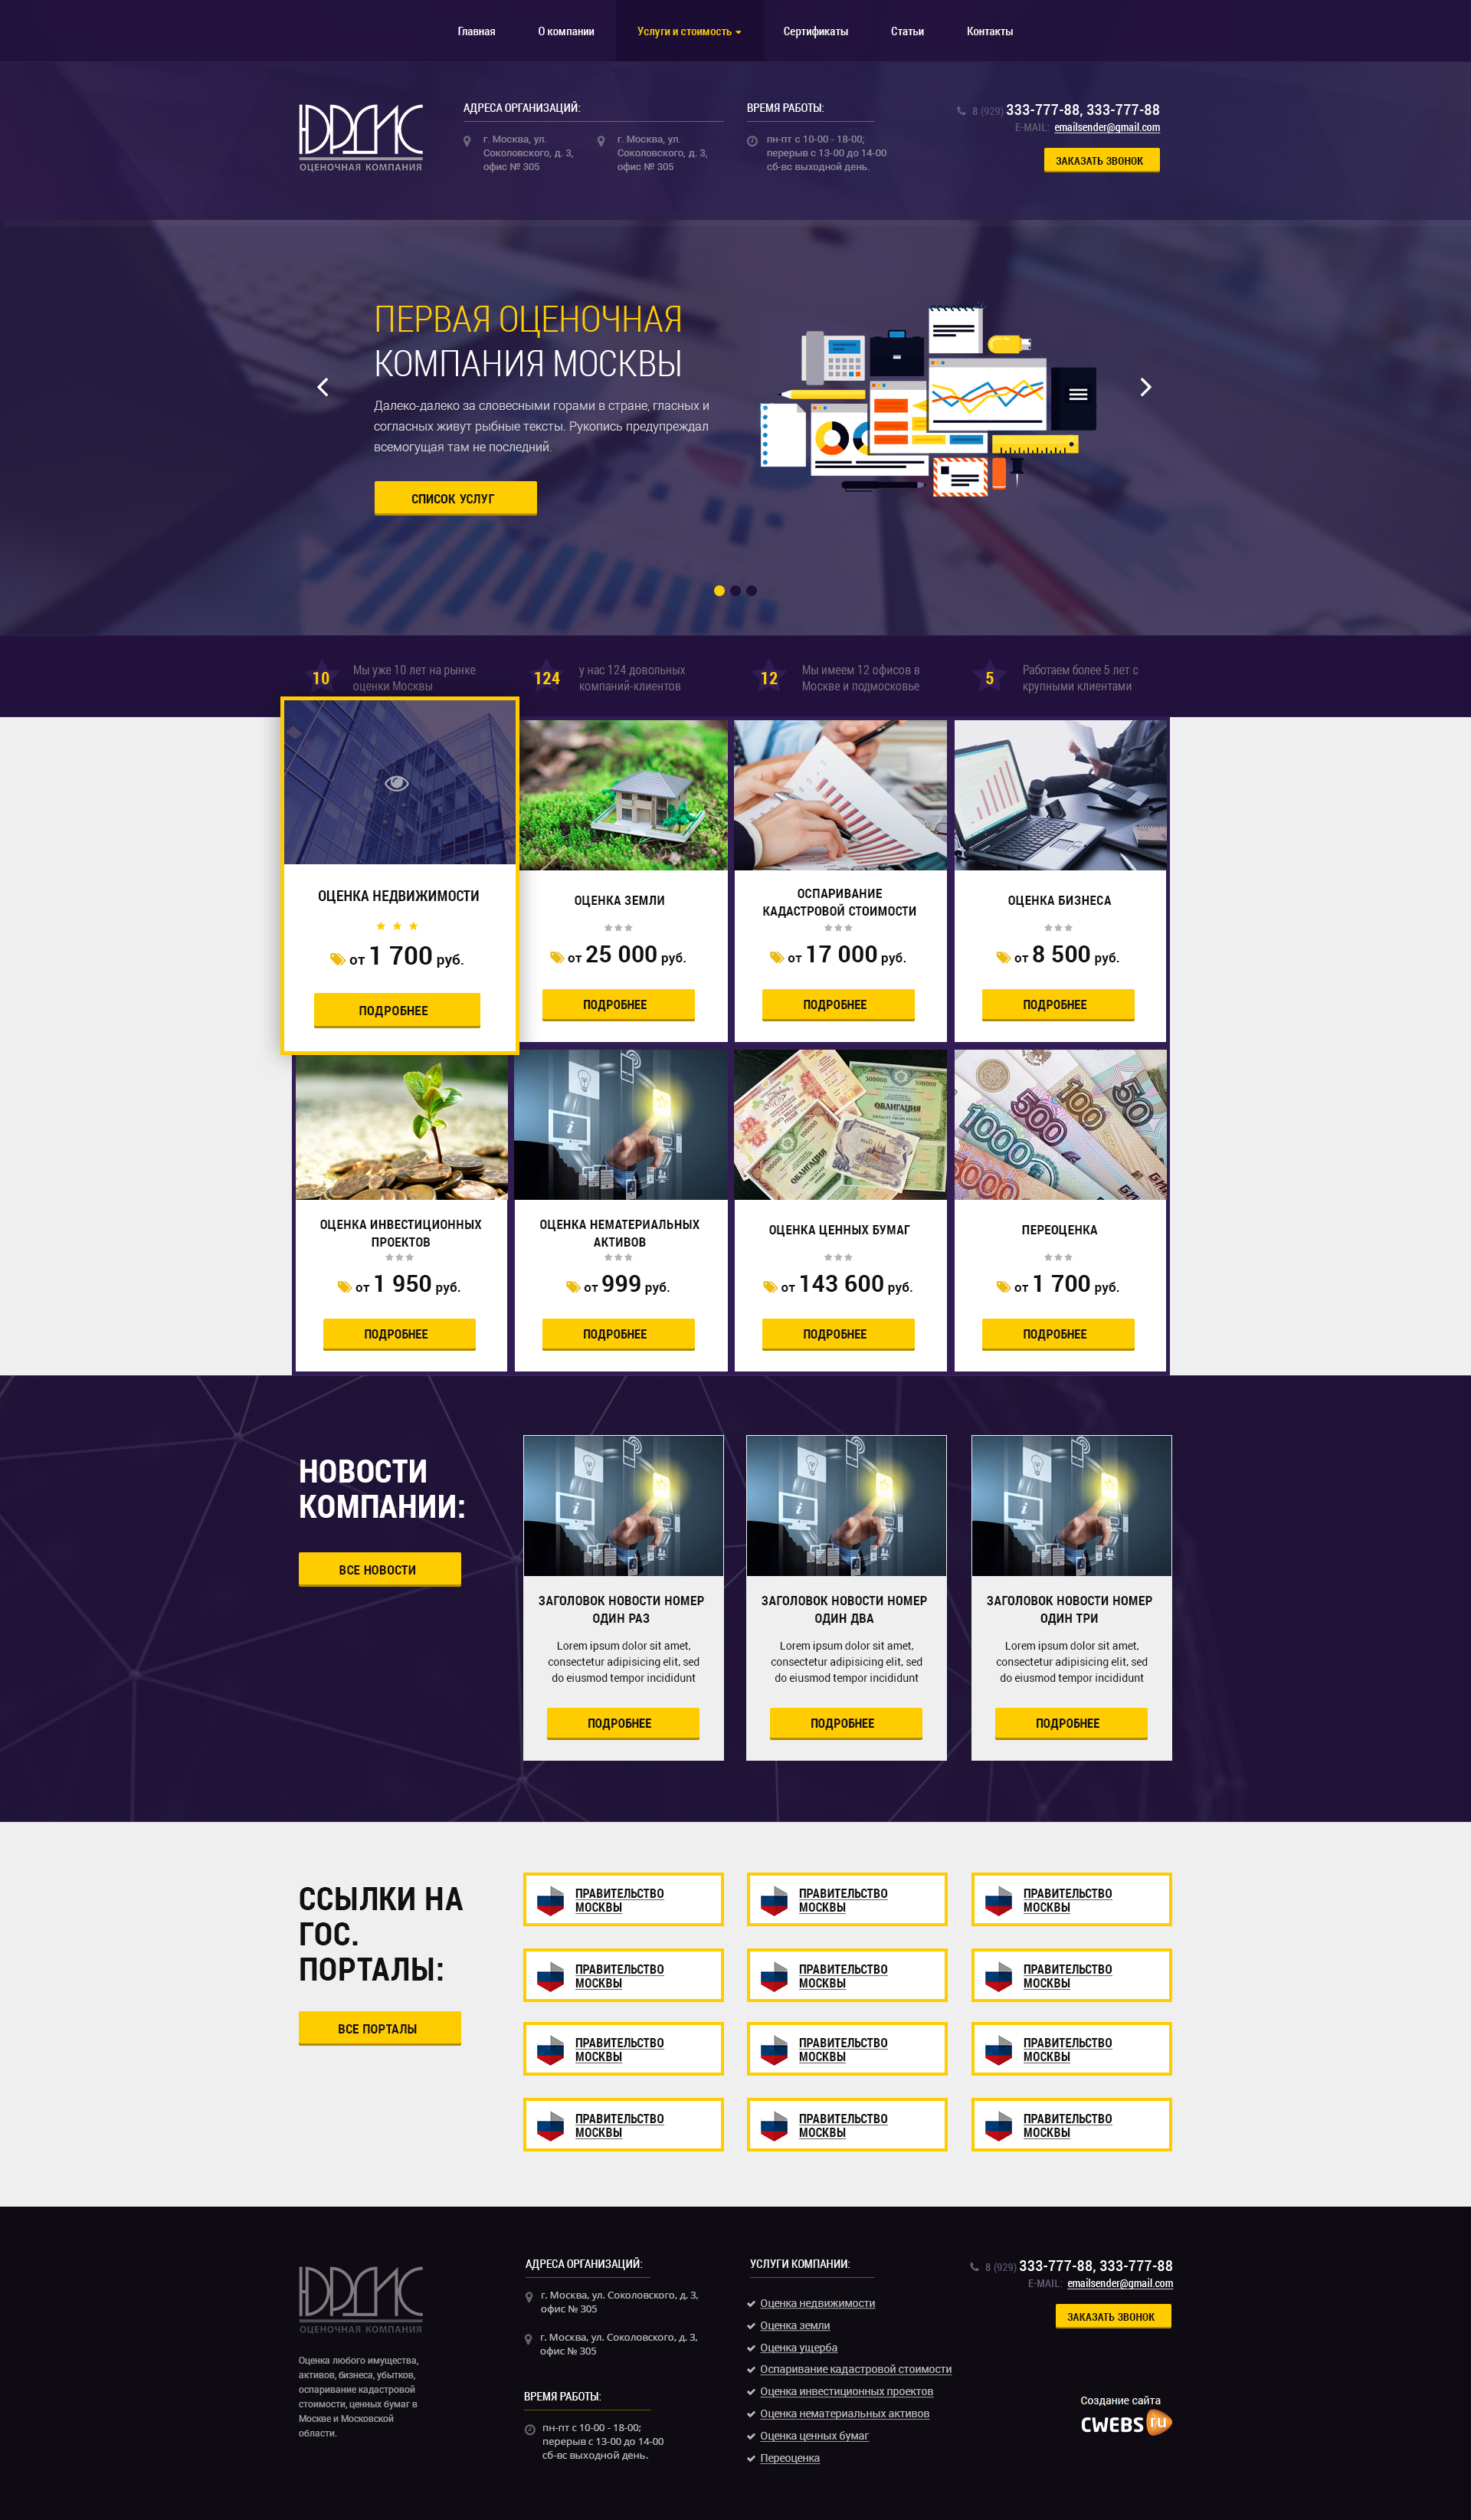 Главная
О компании
Услуги и стоимость
Сертификаты
Статьи
Контакты
ОЦЕНОЧНАЯ КОМПАНИЯ
АДРЕСА ОРГАНИЗАЦИЙ:
г. Москва, ул.
Соколовского, д. 3,
офис № 305
г. Москва, ул.
Соколовского, д. 3,
офис № 305
ВРЕМЯ РАБОТЫ:
пн-пт с 10-00 - 18-00;
перерыв с 13-00 до 14-00
сб-вс выходной день.
8 (929) 333-777-88, 333-777-88
E-MAIL: emailsender@gmail.com
ЗАКАЗАТЬ ЗВОНОК
ПЕРВАЯ ОЦЕНОЧНАЯ
КОМПАНИЯ МОСКВЫ
Далеко-далеко за словесными горами в стране, гласных и
согласных живут рыбные тексты. Рукопись предупреждал
всемогущая там не последний.
СПИСОК УСЛУГ
10
Мы уже 10 лет на рынке
оценки Москвы
124
у нас 124 довольных
компаний-клиентов
12
Мы имеем 12 офисов в
Москве и подмосковье
5
Работаем более 5 лет с
крупными клиентами
ОЦЕНКА НЕДВИЖИМОСТИ
от 1 700 руб.
ПОДРОБНЕЕ
ОЦЕНКА ЗЕМЛИ
от 25 000 руб.
ПОДРОБНЕЕ
ОСПАРИВАНИЕ
КАДАСТРОВОЙ СТОИМОСТИ
от 17 000 руб.
ПОДРОБНЕЕ
ОЦЕНКА БИЗНЕСА
от 8 500 руб.
ПОДРОБНЕЕ
ОЦЕНКА ИНВЕСТИЦИОННЫХ
ПРОЕКТОВ
от 1 950 руб.
ПОДРОБНЕЕ
ОЦЕНКА НЕМАТЕРИАЛЬНЫХ
АКТИВОВ
от 999 руб.
ПОДРОБНЕЕ
500000
500000
ОБЛИГАЦИЯ
100000
100000
ОБЛИГАЦИЯ
500
ОЦЕНКА ЦЕННЫХ БУМАГ
от 143 600 руб.
ПОДРОБНЕЕ
50
100
500
1000
5000
ПЕРЕОЦЕНКА
от 1 700 руб.
ПОДРОБНЕЕ
НОВОСТИ
КОМПАНИИ:
ВСЕ НОВОСТИ
ЗАГОЛОВОК НОВОСТИ НОМЕР
ОДИН РАЗ
Lorem ipsum dolor sit amet,
consectetur adipisicing elit, sed
do eiusmod tempor incididunt
ПОДРОБНЕЕ
ЗАГОЛОВОК НОВОСТИ НОМЕР
ОДИН ДВА
Lorem ipsum dolor sit amet,
consectetur adipisicing elit, sed
do eiusmod tempor incididunt
ПОДРОБНЕЕ
ЗАГОЛОВОК НОВОСТИ НОМЕР
ОДИН ТРИ
Lorem ipsum dolor sit amet,
consectetur adipisicing elit, sed
do eiusmod tempor incididunt
ПОДРОБНЕЕ
ССЫЛКИ НА
ГОС.
ПОРТАЛЫ:
ВСЕ ПОРТАЛЫ
ПРАВИТЕЛЬСТВО
МОСКВЫ
ПРАВИТЕЛЬСТВО
МОСКВЫ
ПРАВИТЕЛЬСТВО
МОСКВЫ
ПРАВИТЕЛЬСТВО
МОСКВЫ
ПРАВИТЕЛЬСТВО
МОСКВЫ
ПРАВИТЕЛЬСТВО
МОСКВЫ
ПРАВИТЕЛЬСТВО
МОСКВЫ
ПРАВИТЕЛЬСТВО
МОСКВЫ
ПРАВИТЕЛЬСТВО
МОСКВЫ
ПРАВИТЕЛЬСТВО
МОСКВЫ
ПРАВИТЕЛЬСТВО
МОСКВЫ
ПРАВИТЕЛЬСТВО
МОСКВЫ
ОЦЕНОЧНАЯ КОМПАНИЯ
Оценка любого имущества,
активов, бизнеса, убытков,
оспаривание кадастровой
стоимости, ценных бумаг в
Москве и Московской
области.
АДРЕСА ОРГАНИЗАЦИЙ:
г. Москва, ул. Соколовского, д. 3,
офис № 305
г. Москва, ул. Соколовского, д. 3,
офис № 305
ВРЕМЯ РАБОТЫ:
пн-пт с 10-00 - 18-00;
перерыв с 13-00 до 14-00
сб-вс выходной день.
УСЛУГИ КОМПАНИИ:
Оценка недвижимости
Оценка земли
Оценка ущерба
Оспаривание кадастровой стоимости
Оценка инвестиционных проектов
Оценка нематериальных активов
Оценка ценных бумаг
Переоценка
8 (929) 333-777-88, 333-777-88
E-MAIL: emailsender@gmail.com
ЗАКАЗАТЬ ЗВОНОК
Создание сайта
CWEBS ru